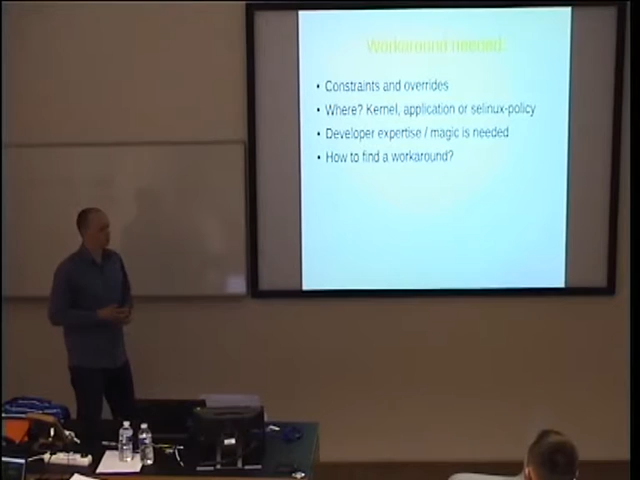 Workaround needed
• Constraints and overrides
• Where? Kernel, application or selinux-policy
• Developer expertise / magic is needed
• How to find a workaround?